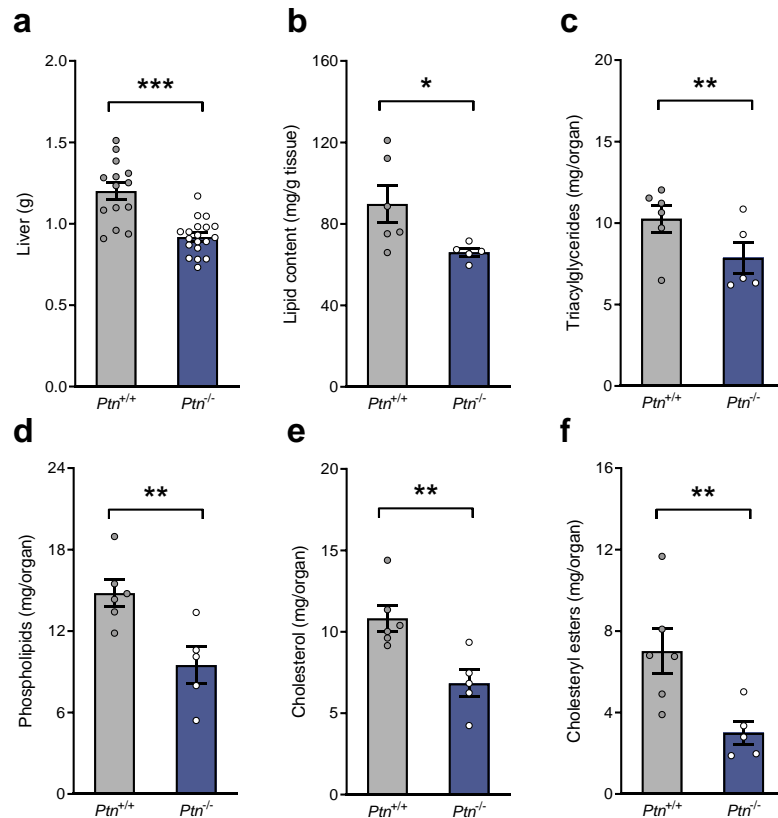 a
b
c
2.0
1.5
1.0
0.5
0.0
Liver (g)
***
Ptn+/+
Ptn-/-
160
120
80
60
40
0
Lipid content (mg/g tissue)
*
Ptn+/+
Ptn-/-
20
15
10
5
0
Triacylglycerides (mg/organ)
**
Ptn+/+
Ptn-/-
d
e
f
24
18
12
6
0
Phospholipids (mg/organ)
**
Ptn+/+
Ptn-/-
20
15
10
5
0
Cholesterol (mg/organ)
**
Ptn+/+
Ptn-/-
16
12
8
4
0
Cholesteryl esters (mg/organ)
**
Ptn+/+
Ptn-/-